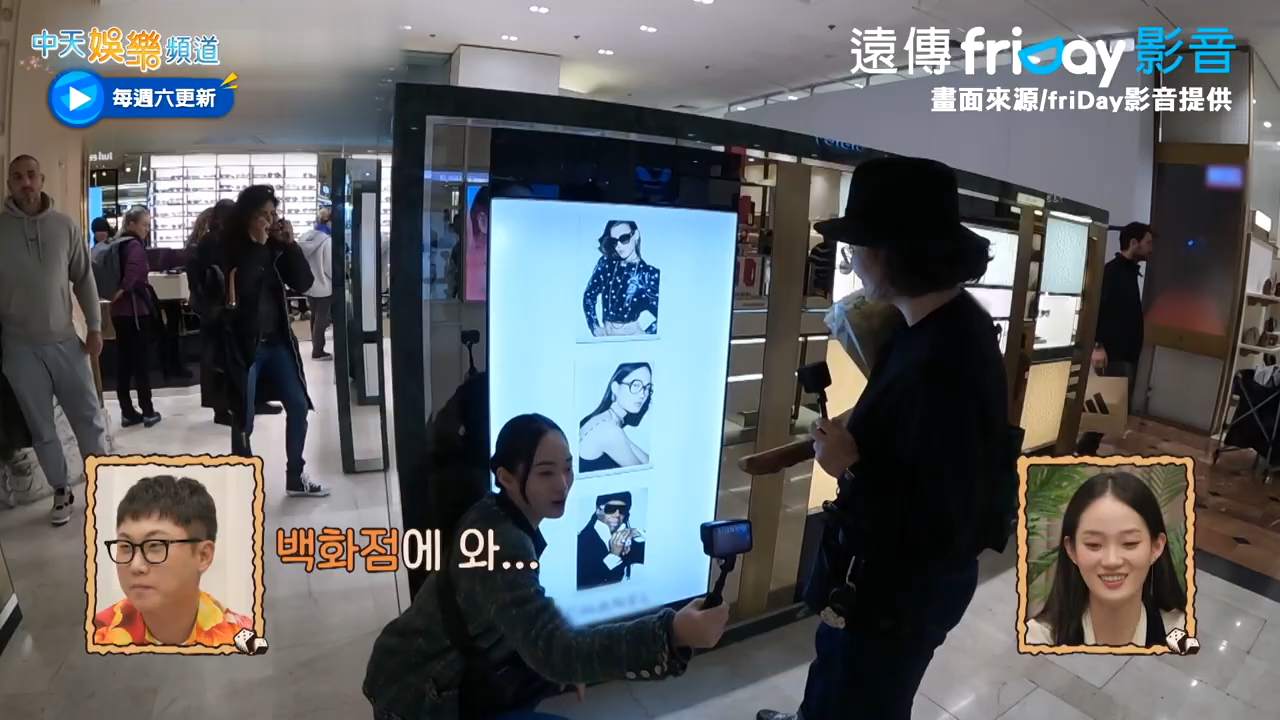 中天娛樂頻道
每週六更新
遠傳friDay影音
畫面來源/friDay影音提供
백화점에 와...